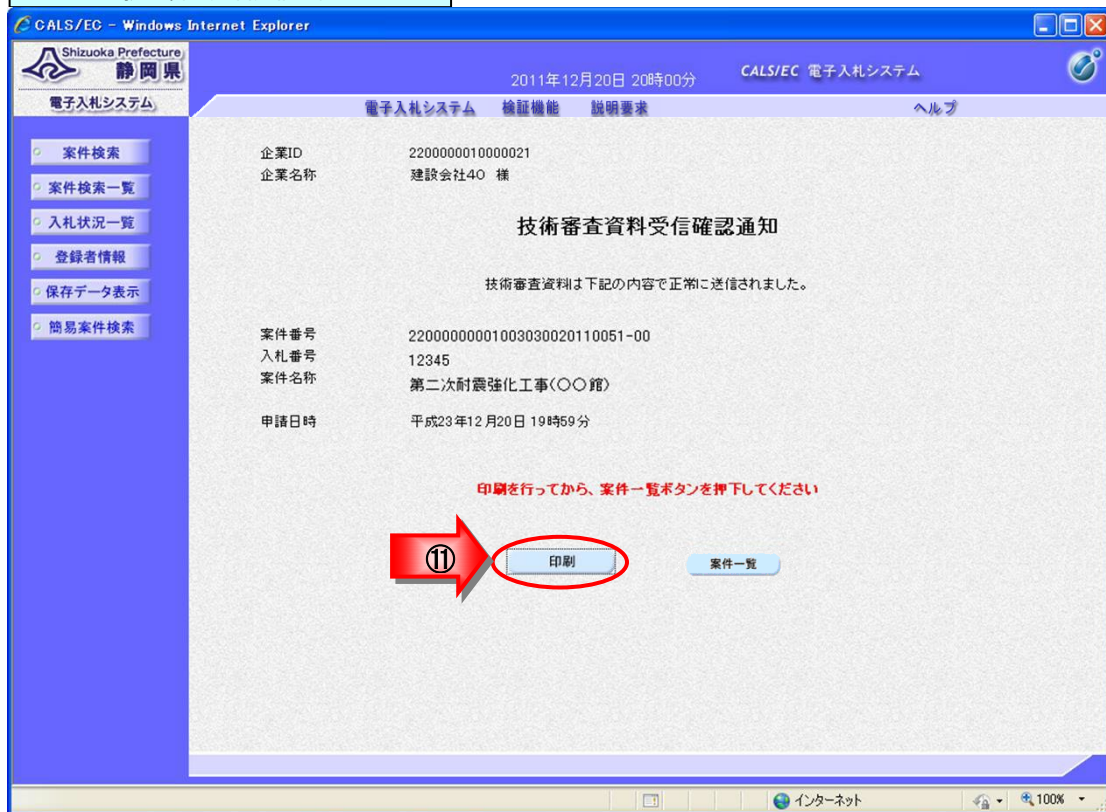 CALS/EC - Windows Internet Explorer
Shizuoka Prefecture
静岡県
2011年12月20日 20時00分
CALS/EC 電子入札システム
電子入札システム
電子入札システム 検証機能 説明要求 ヘルプ
案件検索
案件検索一覧
入札状況一覧
登録者情報
保存データ表示
簡易案件検索
企業ID 2200000010000021
企業名称 建設会社40 様
技術審査資料受信確認通知
技術審査資料は下記の内容で正常に送信されました。
案件番号 22000000001003030020110051-00
入札番号 12345
案件名称 第二次耐震強化工事(〇〇館)
申請日時 平成23年12月20日 19時59分
印刷を行ってから、案件一覧ボタンを押下してください
⑪
印刷
案件一覧
インターネット
100%